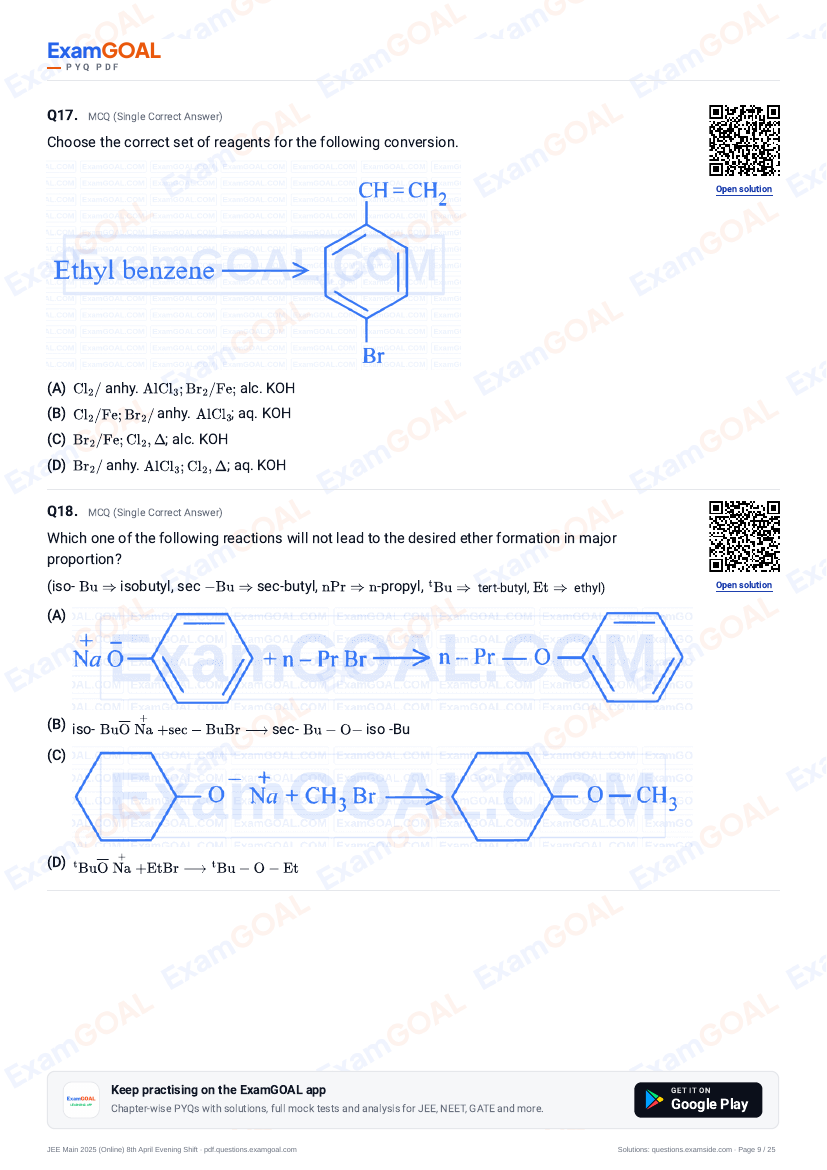 ExamGOAL
PYQ PDF
Q17. MCQ (Single Correct Answer)
Choose the correct set of reagents for the following conversion.
Open solution
CH = CH₂
Ethyl benzene
Br
(A) Cl₂/ anhy. AlCl₃; Br₂/Fe; alc. KOH
(B) Cl₂/Fe; Br₂/ anhy. AlCl₃; aq. KOH
(C) Br₂/Fe; Cl₂, Δ; alc. KOH
(D) Br₂/ anhy. AlCl₃; Cl₂, Δ; aq. KOH
Q18. MCQ (Single Correct Answer)
Which one of the following reactions will not lead to the desired ether formation in major
proportion?
Open solution
(iso- Bu ⇒ isobutyl, sec −Bu ⇒ sec-butyl, nPr ⇒ n-propyl, ᵗBu ⇒ tert-butyl, Et ⇒ ethyl)
(A) Na⁺ O⁻ + n – Pr Br ⟶ n – Pr — O —
(B) iso- BuO⁻ Na⁺ +sec − BuBr ⟶ sec- Bu − O− iso -Bu
(C) — O⁻ Na⁺ + CH₃ Br ⟶ — O — CH₃
(D) ᵗBuO⁻ Na⁺ +EtBr ⟶ ᵗBu − O − Et
ExamGOAL.COM
Keep practising on the ExamGOAL app
Chapter-wise PYQs with solutions, full mock tests and analysis for JEE, NEET, GATE and more.
GET IT ON
Google Play
JEE Main 2025 (Online) 8th April Evening Shift · pdf.questions.examgoal.com
Solutions: questions.examside.com · Page 9 / 25